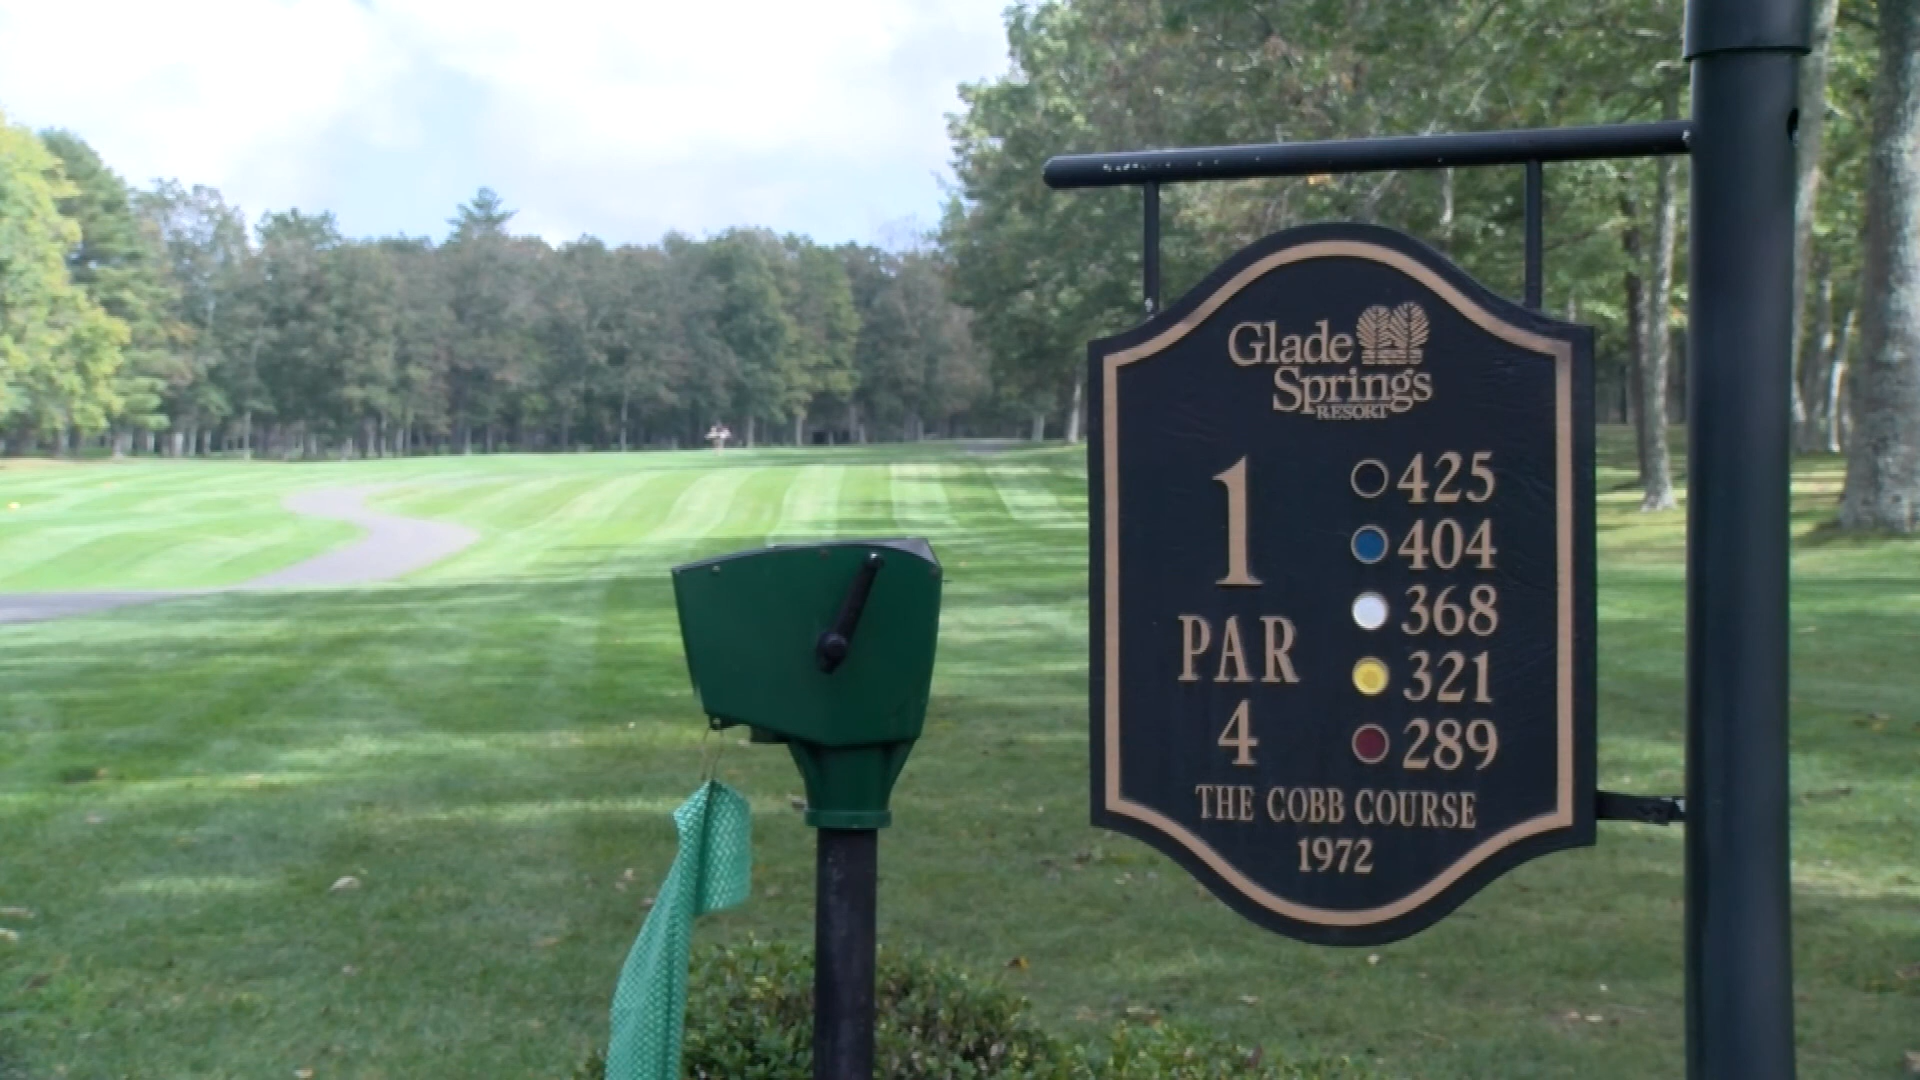 Glade
Springs
RESORT
1
PAR
4
425
404
368
321
289
THE COBB COURSE
1972